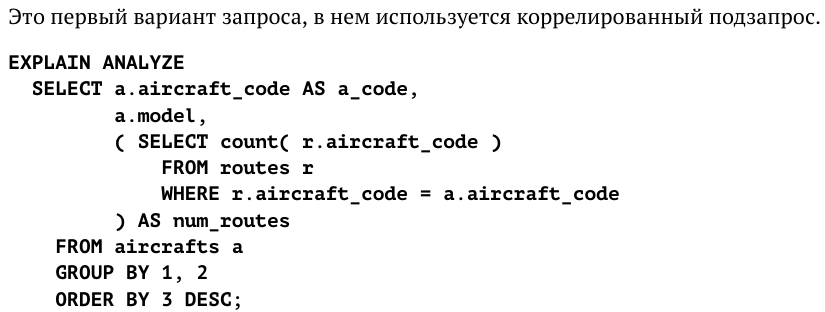 Это первый вариант запроса, в нем используется коррелированный подзапрос.
EXPLAIN ANALYZE
SELECT a.aircraft_code AS a_code,
a.model,
( SELECT count( r.aircraft_code )
FROM routes r
WHERE r.aircraft_code = a.aircraft_code
) AS num_routes
FROM aircrafts a
GROUP BY 1, 2
ORDER BY 3 DESC;